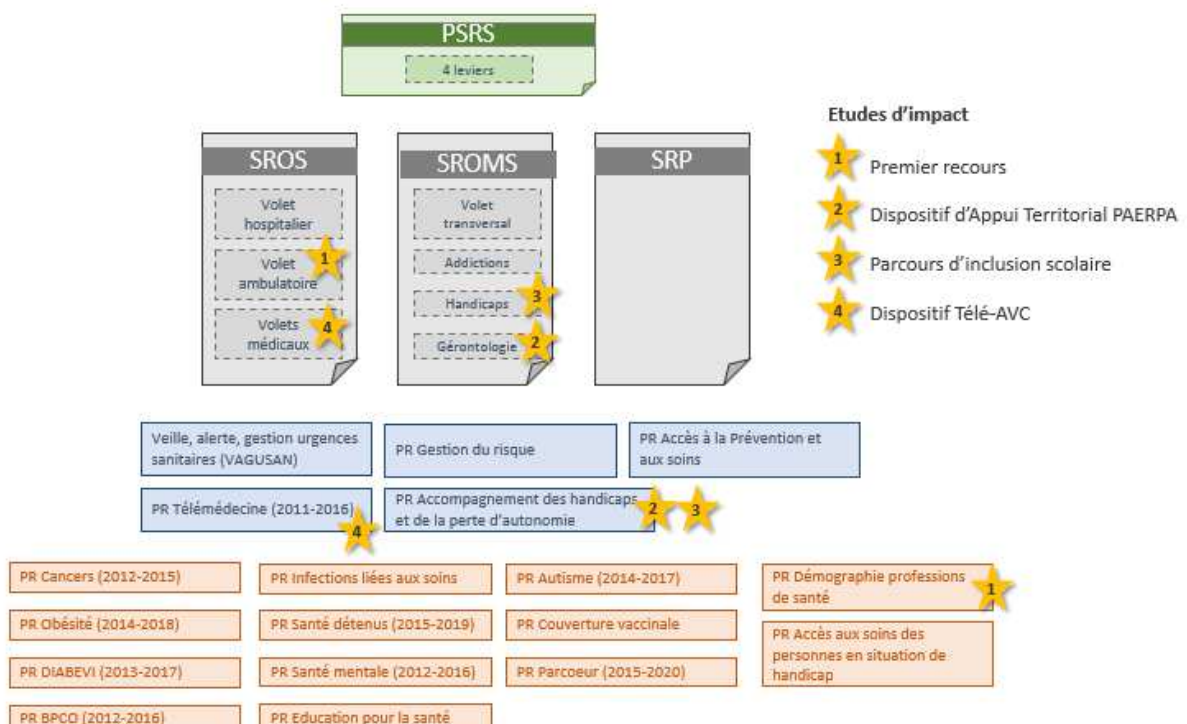 PSRS
4 leviers
Etudes d'impact
1 Premier recours
2 Dispositif d'Appui Territorial PAERPA
3 Parcours d'inclusion scolaire
4 Dispositif Télé-AVC
SROS
Volet
hospitalier
Volet
ambulatoire
1
Volets
médicaux
4
SROMS
Volet
transversal
Addictions
Handicaps
3
Gérontologie
2
SRP
Veille, alerte, gestion urgences
sanitaires (VAGUSAN)
PR Gestion du risque
PR Accès à la Prévention et
aux soins
PR Télémédecine (2011-2016)
4
PR Accompagnement des handicaps
et de la perte d'autonomie
2 3
PR Cancers (2012-2015)
PR Infections liées aux soins
PR Autisme (2014-2017)
PR Démographie professions
de santé
1
PR Obésité (2014-2018)
PR Santé détenus (2015-2019)
PR Couverture vaccinale
PR Accès aux soins des
personnes en situation de
handicap
PR DIABEVI (2013-2017)
PR Santé mentale (2012-2016)
PR Parcoeur (2015-2020)
PR BPCO (2012-2016)
PR Education pour la santé